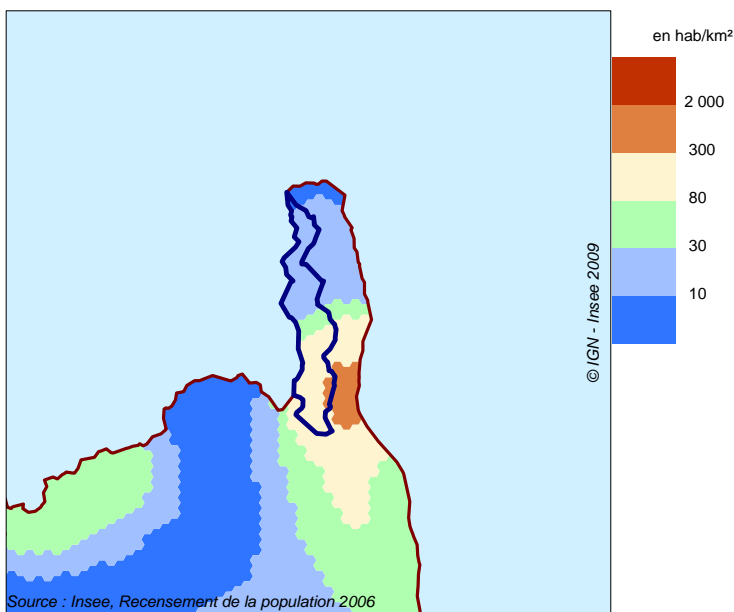 en hab/km²
2 000
300
80
30
10
© IGN - Insee 2009
Source : Insee, Recensement de la population 2006